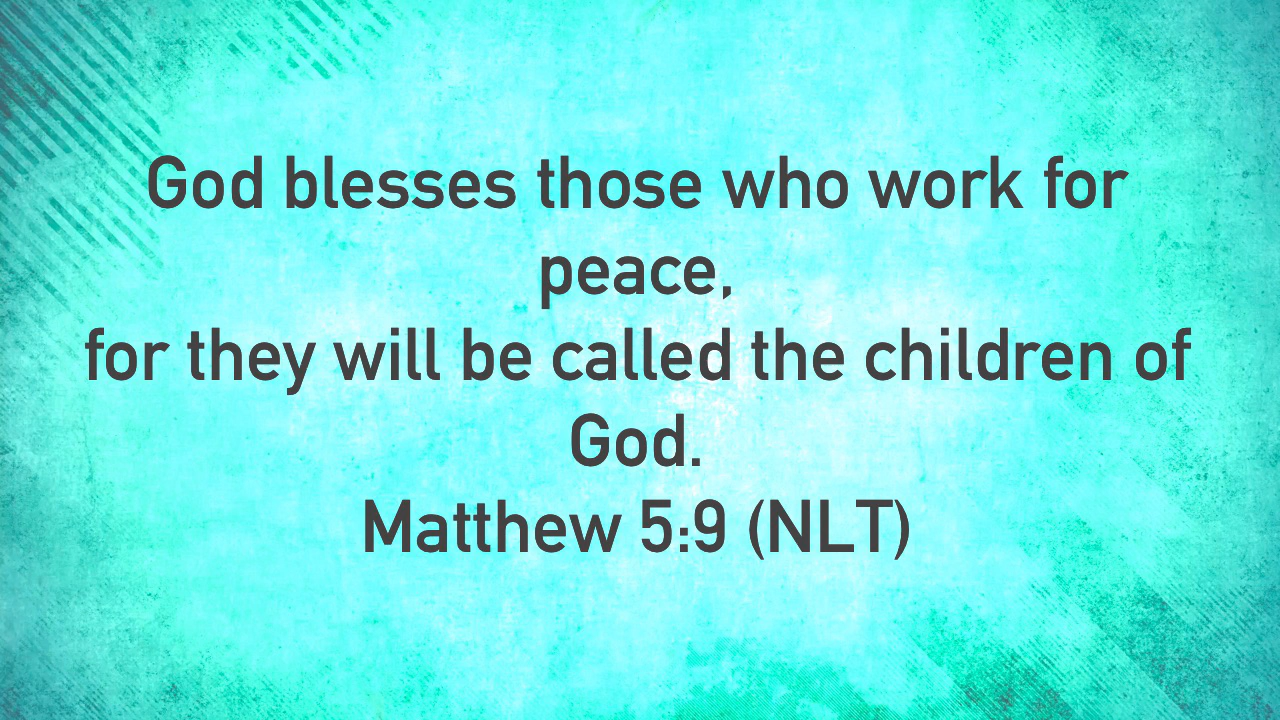 God blesses those who work for
peace,
for they will be called the children of
God.
Matthew 5:9 (NLT)